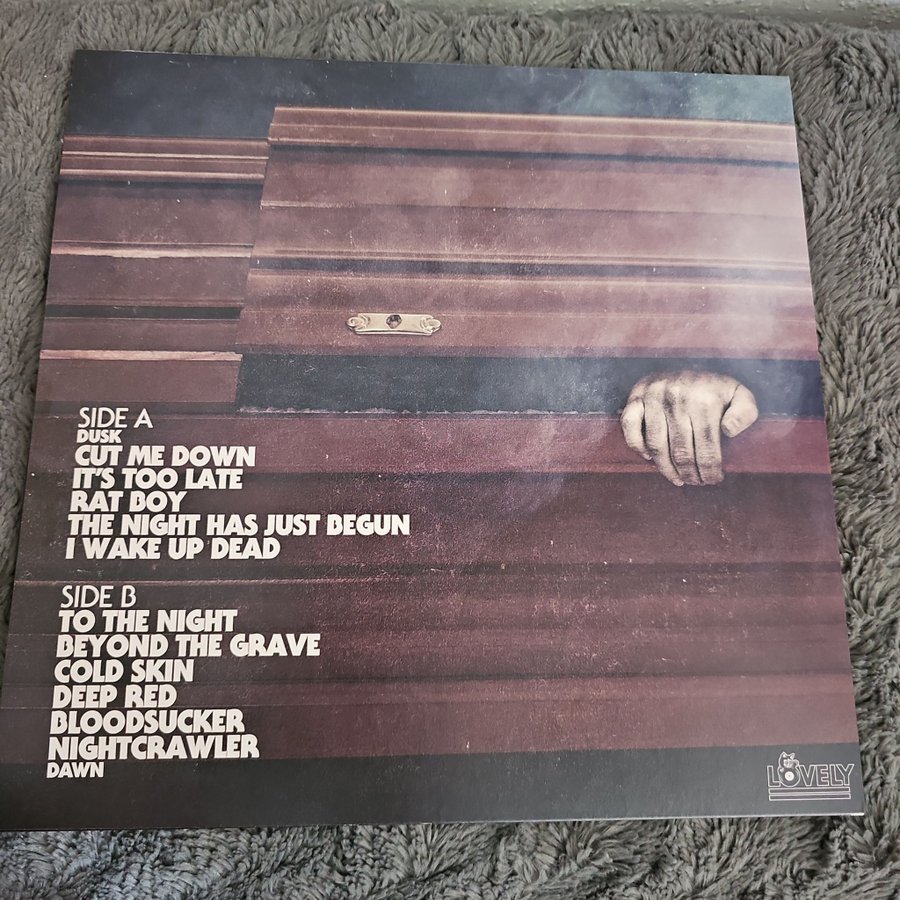 SIDE A
DUSK
CUT ME DOWN
IT'S TOO LATE
RAT BOY
THE NIGHT HAS JUST BEGUN
I WAKE UP DEAD
SIDE B
TO THE NIGHT
BEYOND THE GRAVE
COLD SKIN
DEEP RED
BLOODSUCKER
NIGHTCRAWLER
DAWN
LOVELY